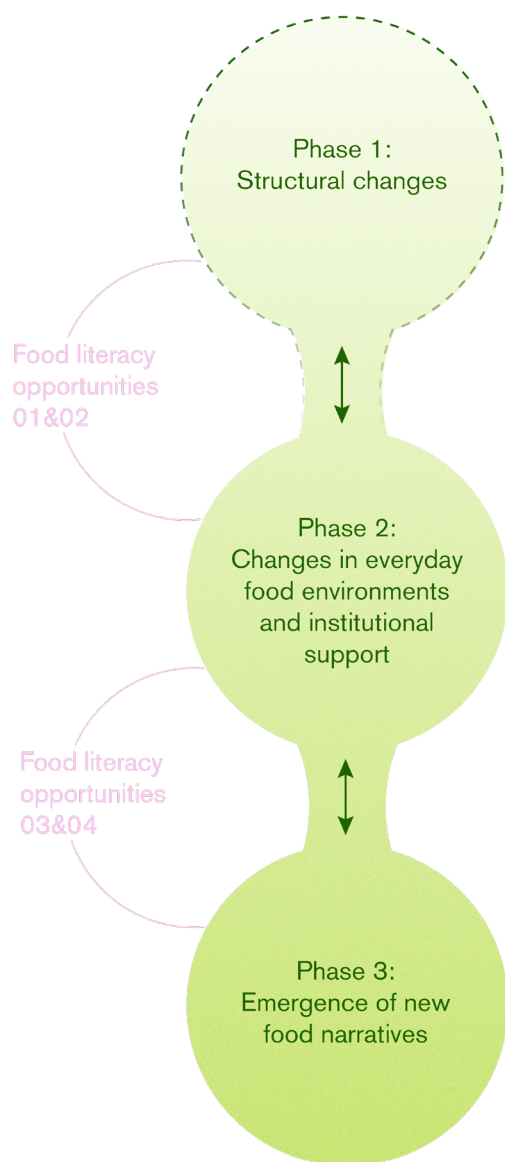 Phase 1:
Structural changes
Food literacy
opportunities
01&02
Phase 2:
Changes in everyday
food environments
and institutional
support
Food literacy
opportunities
03&04
Phase 3:
Emergence of new
food narratives